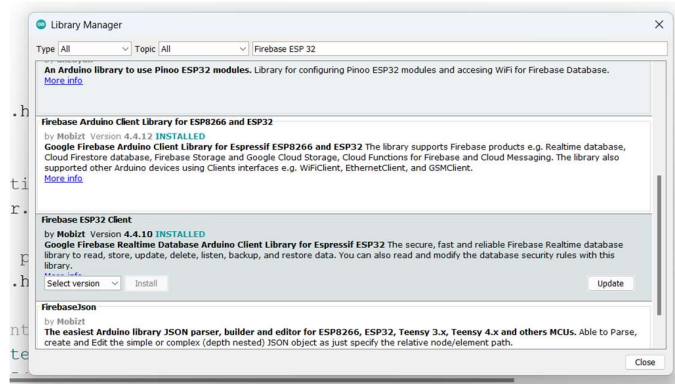 Library Manager
Type All Topic All Firebase ESP 32
An Arduino library to use Pinoo ESP32 modules. Library for configuring Pinoo ESP32 modules and accesing WiFi for Firebase Database.
More info
.h
Firebase Arduino Client Library for ESP8266 and ESP32
by Mobizt Version 4.4.12 INSTALLED
Google Firebase Arduino Client Library for Espressif ESP8266 and ESP32 The library supports Firebase products e.g. Realtime database,
Cloud Firestore database, Firebase Storage and Google Cloud Storage, Cloud Functions for Firebase and Cloud Messaging. The library also
supported other Arduino devices using Clients interfaces e.g. WiFiClient, EthernetClient, and GSMClient.
More info
ti
r.
Firebase ESP32 Client
by Mobizt Version 4.4.10 INSTALLED
Google Firebase Realtime Database Arduino Client Library for Espressif ESP32 The secure, fast and reliable Firebase Realtime database
library to read, store, update, delete, listen, backup, and restore data. You can also read and modify the database security rules with this
library.
p
.h
Select version Install Update
FirebaseJson
by Mobizt
The easiest Arduino library JSON parser, builder and editor for ESP8266, ESP32, Teensy 3.x, Teensy 4.x and others MCUs. Able to Parse,
create and Edit the simple or complex (depth nested) JSON object as just specify the relative node/element path.
nt
te
Close